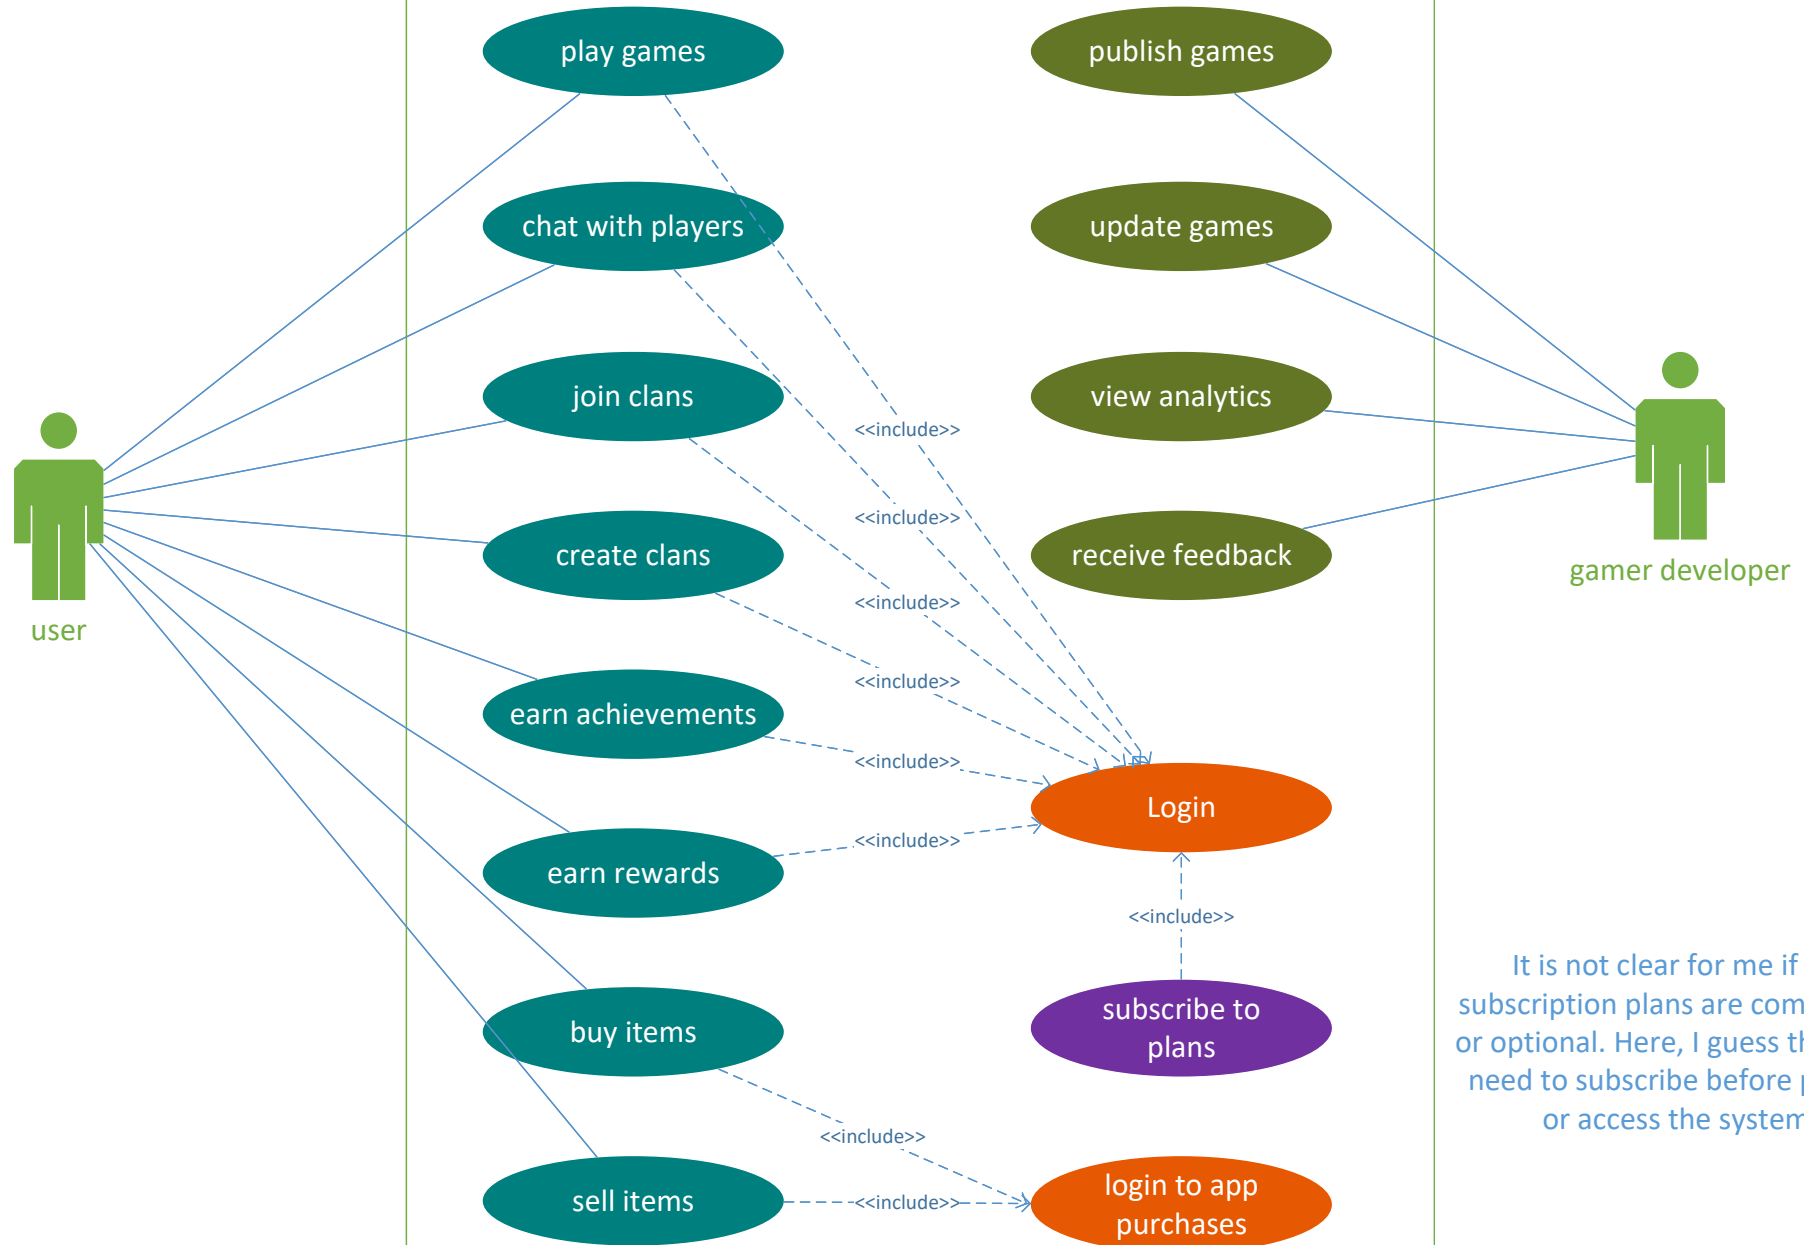 play games
publish games
chat with players
update games
join clans
view analytics
<<include>>
<<include>>
create clans
receive feedback
gamer developer
<<include>>
user
<<include>>
earn achievements
<<include>>
Login
<<include>>
earn rewards
<<include>>
It is not clear for me if
subscription plans are com
or optional. Here, I guess th
need to subscribe before p
or access the system
subscribe to
plans
buy items
<<include>>
login to app
purchases
<<include>>
sell items